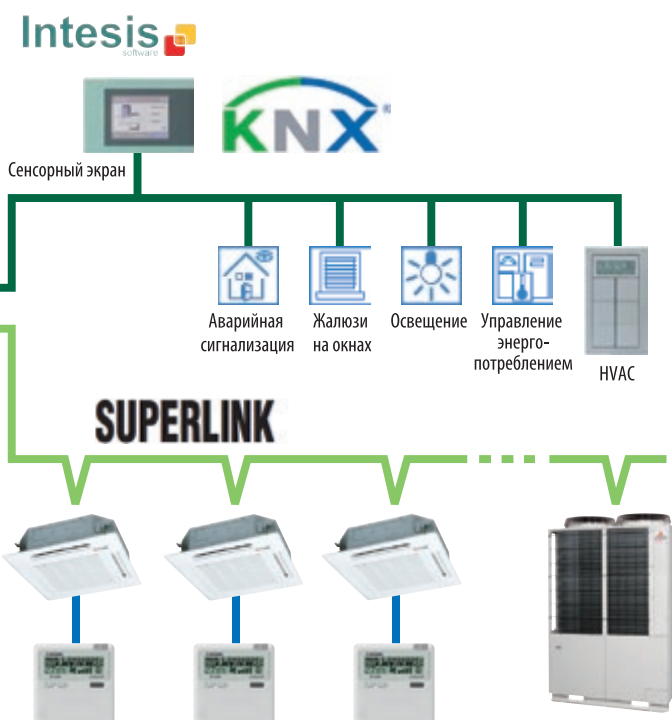 Intesis
software
KNX
®
Сенсорный экран
Аварийная
сигнализация
Жалюзи
на окнах
Освещение
Управление
энерго-
потреблением
HVAC
SUPERLINK